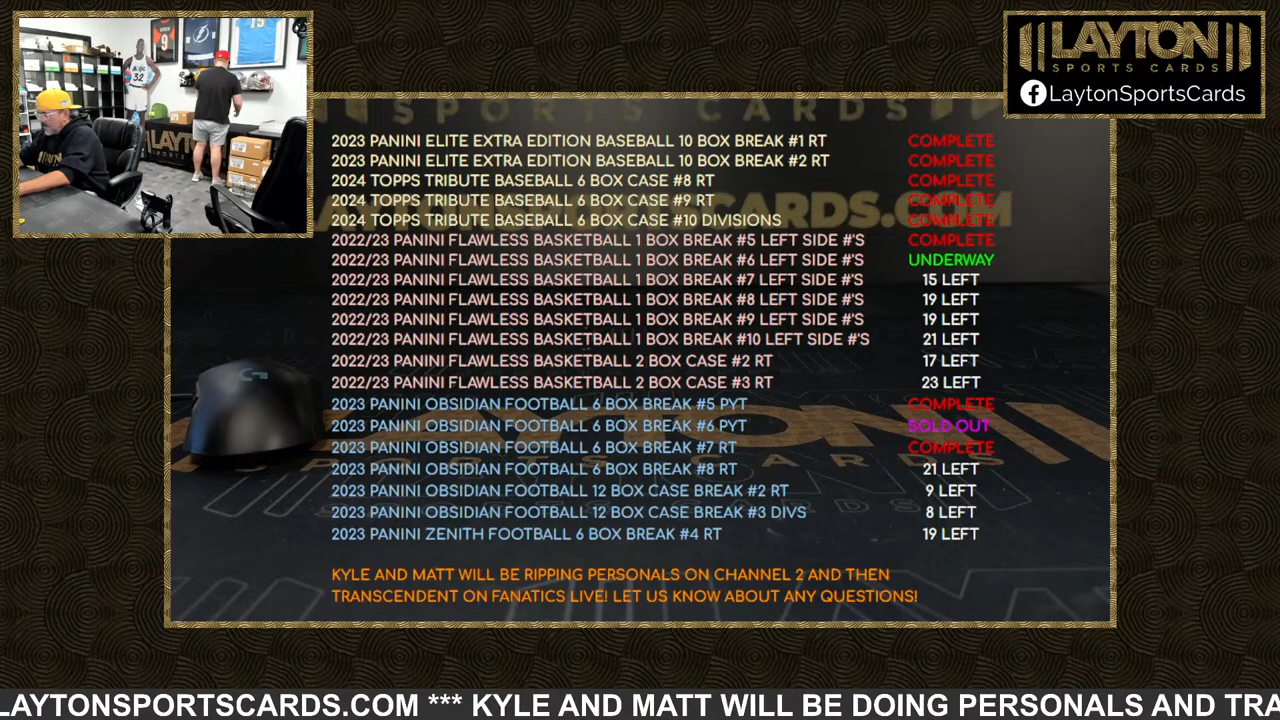 LAYTON
SPORTS CARDS
LaytonSportsCards
SPORTS CARDS
2023 PANINI ELITE EXTRA EDITION BASEBALL 10 BOX BREAK #1 RT COMPLETE
2023 PANINI ELITE EXTRA EDITION BASEBALL 10 BOX BREAK #2 RT COMPLETE
2024 TOPPS TRIBUTE BASEBALL 6 BOX CASE #8 RT COMPLETE
2024 TOPPS TRIBUTE BASEBALL 6 BOX CASE #9 RT COMPLETE
2024 TOPPS TRIBUTE BASEBALL 6 BOX CASE #10 DIVISIONS COMPLETE
2022/23 PANINI FLAWLESS BASKETBALL 1 BOX BREAK #5 LEFT SIDE #'S COMPLETE
2022/23 PANINI FLAWLESS BASKETBALL 1 BOX BREAK #6 LEFT SIDE #'S UNDERWAY
2022/23 PANINI FLAWLESS BASKETBALL 1 BOX BREAK #7 LEFT SIDE #'S 15 LEFT
2022/23 PANINI FLAWLESS BASKETBALL 1 BOX BREAK #8 LEFT SIDE #'S 19 LEFT
2022/23 PANINI FLAWLESS BASKETBALL 1 BOX BREAK #9 LEFT SIDE #'S 19 LEFT
2022/23 PANINI FLAWLESS BASKETBALL 1 BOX BREAK #10 LEFT SIDE #'S 21 LEFT
2022/23 PANINI FLAWLESS BASKETBALL 2 BOX CASE #2 RT 17 LEFT
2022/23 PANINI FLAWLESS BASKETBALL 2 BOX CASE #3 RT 23 LEFT
2023 PANINI OBSIDIAN FOOTBALL 6 BOX BREAK #5 PYT COMPLETE
2023 PANINI OBSIDIAN FOOTBALL 6 BOX BREAK #6 PYT SOLD OUT
2023 PANINI OBSIDIAN FOOTBALL 6 BOX BREAK #7 RT COMPLETE
2023 PANINI OBSIDIAN FOOTBALL 6 BOX BREAK #8 RT 21 LEFT
2023 PANINI OBSIDIAN FOOTBALL 12 BOX CASE BREAK #2 RT 9 LEFT
2023 PANINI OBSIDIAN FOOTBALL 12 BOX CASE BREAK #3 DIVS 8 LEFT
2023 PANINI ZENITH FOOTBALL 6 BOX BREAK #4 RT 19 LEFT
KYLE AND MATT WILL BE RIPPING PERSONALS ON CHANNEL 2 AND THEN
TRANSCENDENT ON FANATICS LIVE! LET US KNOW ABOUT ANY QUESTIONS!
LAYTONSPORTSCARDS.COM *** KYLE AND MATT WILL BE DOING PERSONALS AND TRA